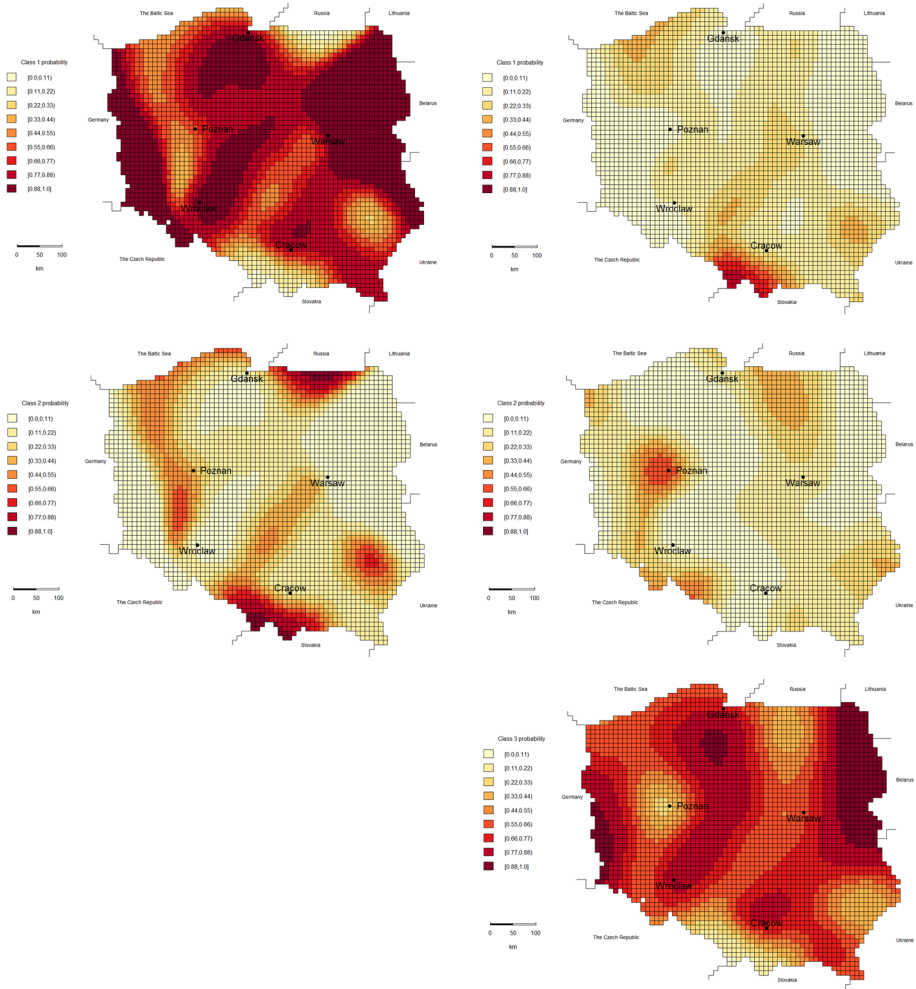 The Baltic Sea
Russia
Lithuania
Gdansk
Class 1 probability
[0.0,0.11)
[0.11,0.22)
[0.22,0.33)
[0.33,0.44)
[0.44,0.55)
[0.55,0.66)
[0.66,0.77)
[0.77,0.88)
[0.88,1.0]
Germany
Belarus
Poznan
Warsaw
Wroclaw
Cracow
0 50 100
km
The Czech Republic
Ukraine
Slovakia
The Baltic Sea
Russia
Lithuania
Gdansk
Class 1 probability
[0.0,0.11)
[0.11,0.22)
[0.22,0.33)
[0.33,0.44)
[0.44,0.55)
[0.55,0.66)
[0.66,0.77)
[0.77,0.88)
[0.88,1.0]
Germany
Belarus
Poznan
Warsaw
Wroclaw
Cracow
0 50 100
km
The Czech Republic
Ukraine
Slovakia
The Baltic Sea
Russia
Lithuania
Gdansk
Class 2 probability
[0.0,0.11)
[0.11,0.22)
[0.22,0.33)
[0.33,0.44)
[0.44,0.55)
[0.55,0.66)
[0.66,0.77)
[0.77,0.88)
[0.88,1.0]
Germany
Belarus
Poznan
Warsaw
Wroclaw
Cracow
0 50 100
km
The Czech Republic
Ukraine
Slovakia
The Baltic Sea
Russia
Lithuania
Gdansk
Class 2 probability
[0.0,0.11)
[0.11,0.22)
[0.22,0.33)
[0.33,0.44)
[0.44,0.55)
[0.55,0.66)
[0.66,0.77)
[0.77,0.88)
[0.88,1.0]
Germany
Belarus
Poznan
Warsaw
Wroclaw
Cracow
0 50 100
km
The Czech Republic
Ukraine
Slovakia
The Baltic Sea
Russia
Lithuania
Gdansk
Class 3 probability
[0.0,0.11)
[0.11,0.22)
[0.22,0.33)
[0.33,0.44)
[0.44,0.55)
[0.55,0.66)
[0.66,0.77)
[0.77,0.88)
[0.88,1.0]
Germany
Belarus
Poznan
Warsaw
Wroclaw
Cracow
0 50 100
km
The Czech Republic
Ukraine
Slovakia